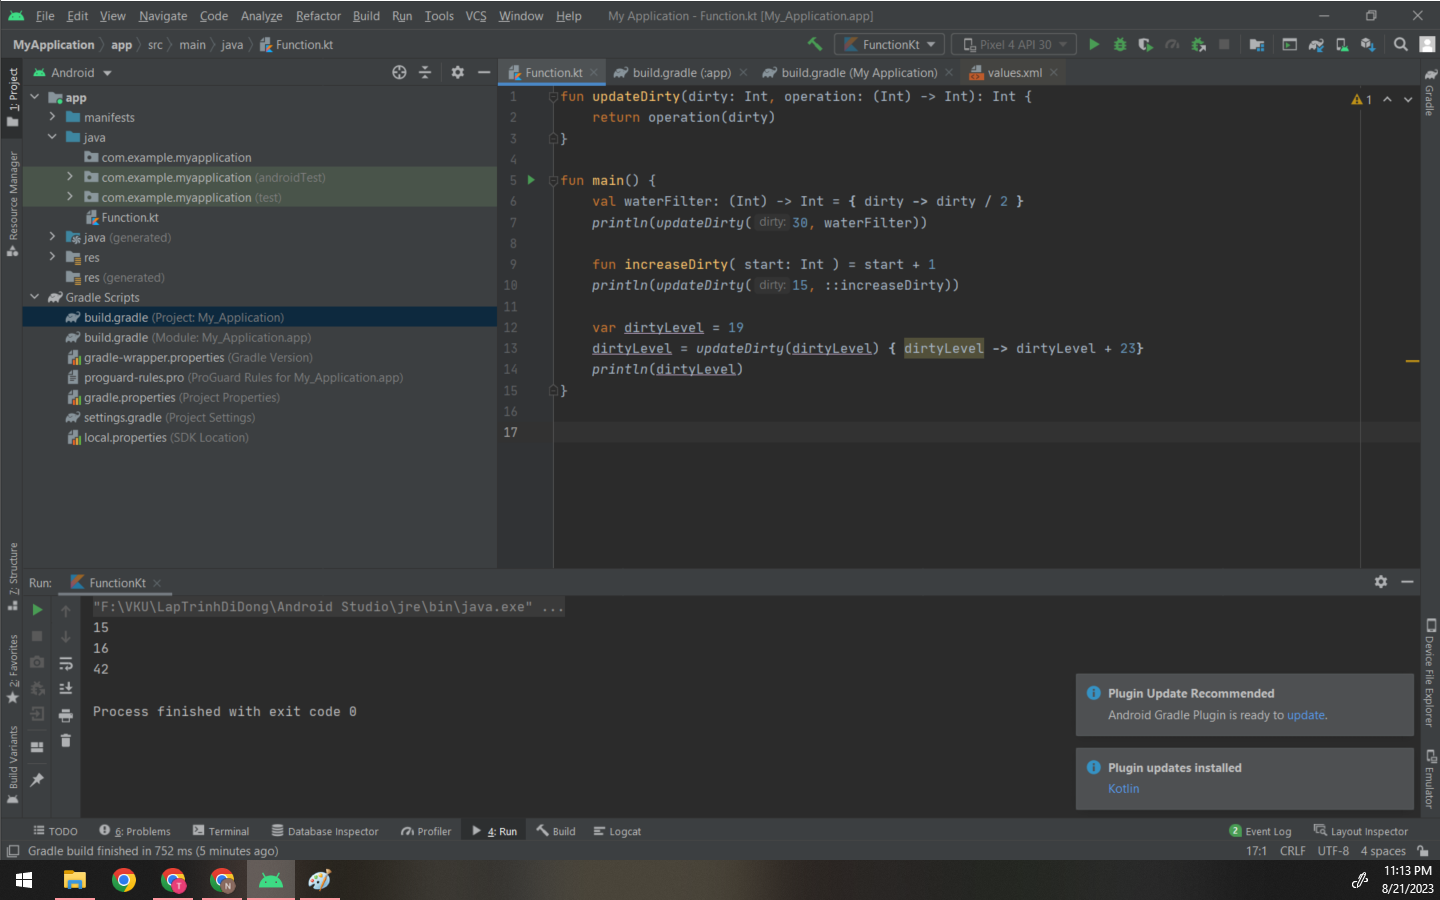 File Edit View Navigate Code Analyze Refactor Build Run Tools VCS Window Help My Application - Function.kt [My_Application.app]
MyApplication app src main java Function.kt FunctionKt Pixel 4 API 30
1: Project
Resource Manager
7: Structure
2: Favorites
Build Variants
Android
app
manifests
java
com.example.myapplication
com.example.myapplication (androidTest)
com.example.myapplication (test)
Function.kt
java (generated)
res
res (generated)
Gradle Scripts
build.gradle (Project: My_Application)
build.gradle (Module: My_Application.app)
gradle-wrapper.properties (Gradle Version)
proguard-rules.pro (ProGuard Rules for My_Application.app)
gradle.properties (Project Properties)
settings.gradle (Project Settings)
local.properties (SDK Location)
Function.kt build.gradle (:app) build.gradle (My Application) values.xml
1 fun updateDirty(dirty: Int, operation: (Int) -> Int): Int {
2 return operation(dirty)
3 }
4
5 fun main() {
6 val waterFilter: (Int) -> Int = { dirty -> dirty / 2 }
7 println(updateDirty( dirty: 30, waterFilter))
8
9 fun increaseDirty( start: Int ) = start + 1
10 println(updateDirty( dirty: 15, ::increaseDirty))
11
12 var dirtyLevel = 19
13 dirtyLevel = updateDirty(dirtyLevel) { dirtyLevel -> dirtyLevel + 23}
14 println(dirtyLevel)
15 }
16
17
1
Gradle
Device File Explorer
Emulator
Run: FunctionKt
"F:\VKU\LapTrinhDiDong\Android Studio\jre\bin\java.exe" ...
15
16
42
Process finished with exit code 0
Plugin Update Recommended
Android Gradle Plugin is ready to update.
Plugin updates installed
Kotlin
TODO 6: Problems Terminal Database Inspector Profiler 4: Run Build Logcat 2 Event Log Layout Inspector
Gradle build finished in 752 ms (5 minutes ago) 17:1 CRLF UTF-8 4 spaces
T N
11:13 PM
8/21/2023